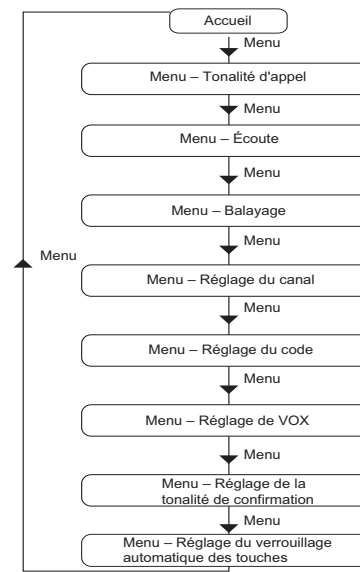 Accueil
Menu
Menu – Tonalité d'appel
Menu
Menu – Écoute
Menu
Menu – Balayage
Menu
Menu
Menu – Réglage du canal
Menu
Menu – Réglage du code
Menu
Menu – Réglage de VOX
Menu
Menu – Réglage de la
tonalité de confirmation
Menu
Menu – Réglage du verrouillage
automatique des touches